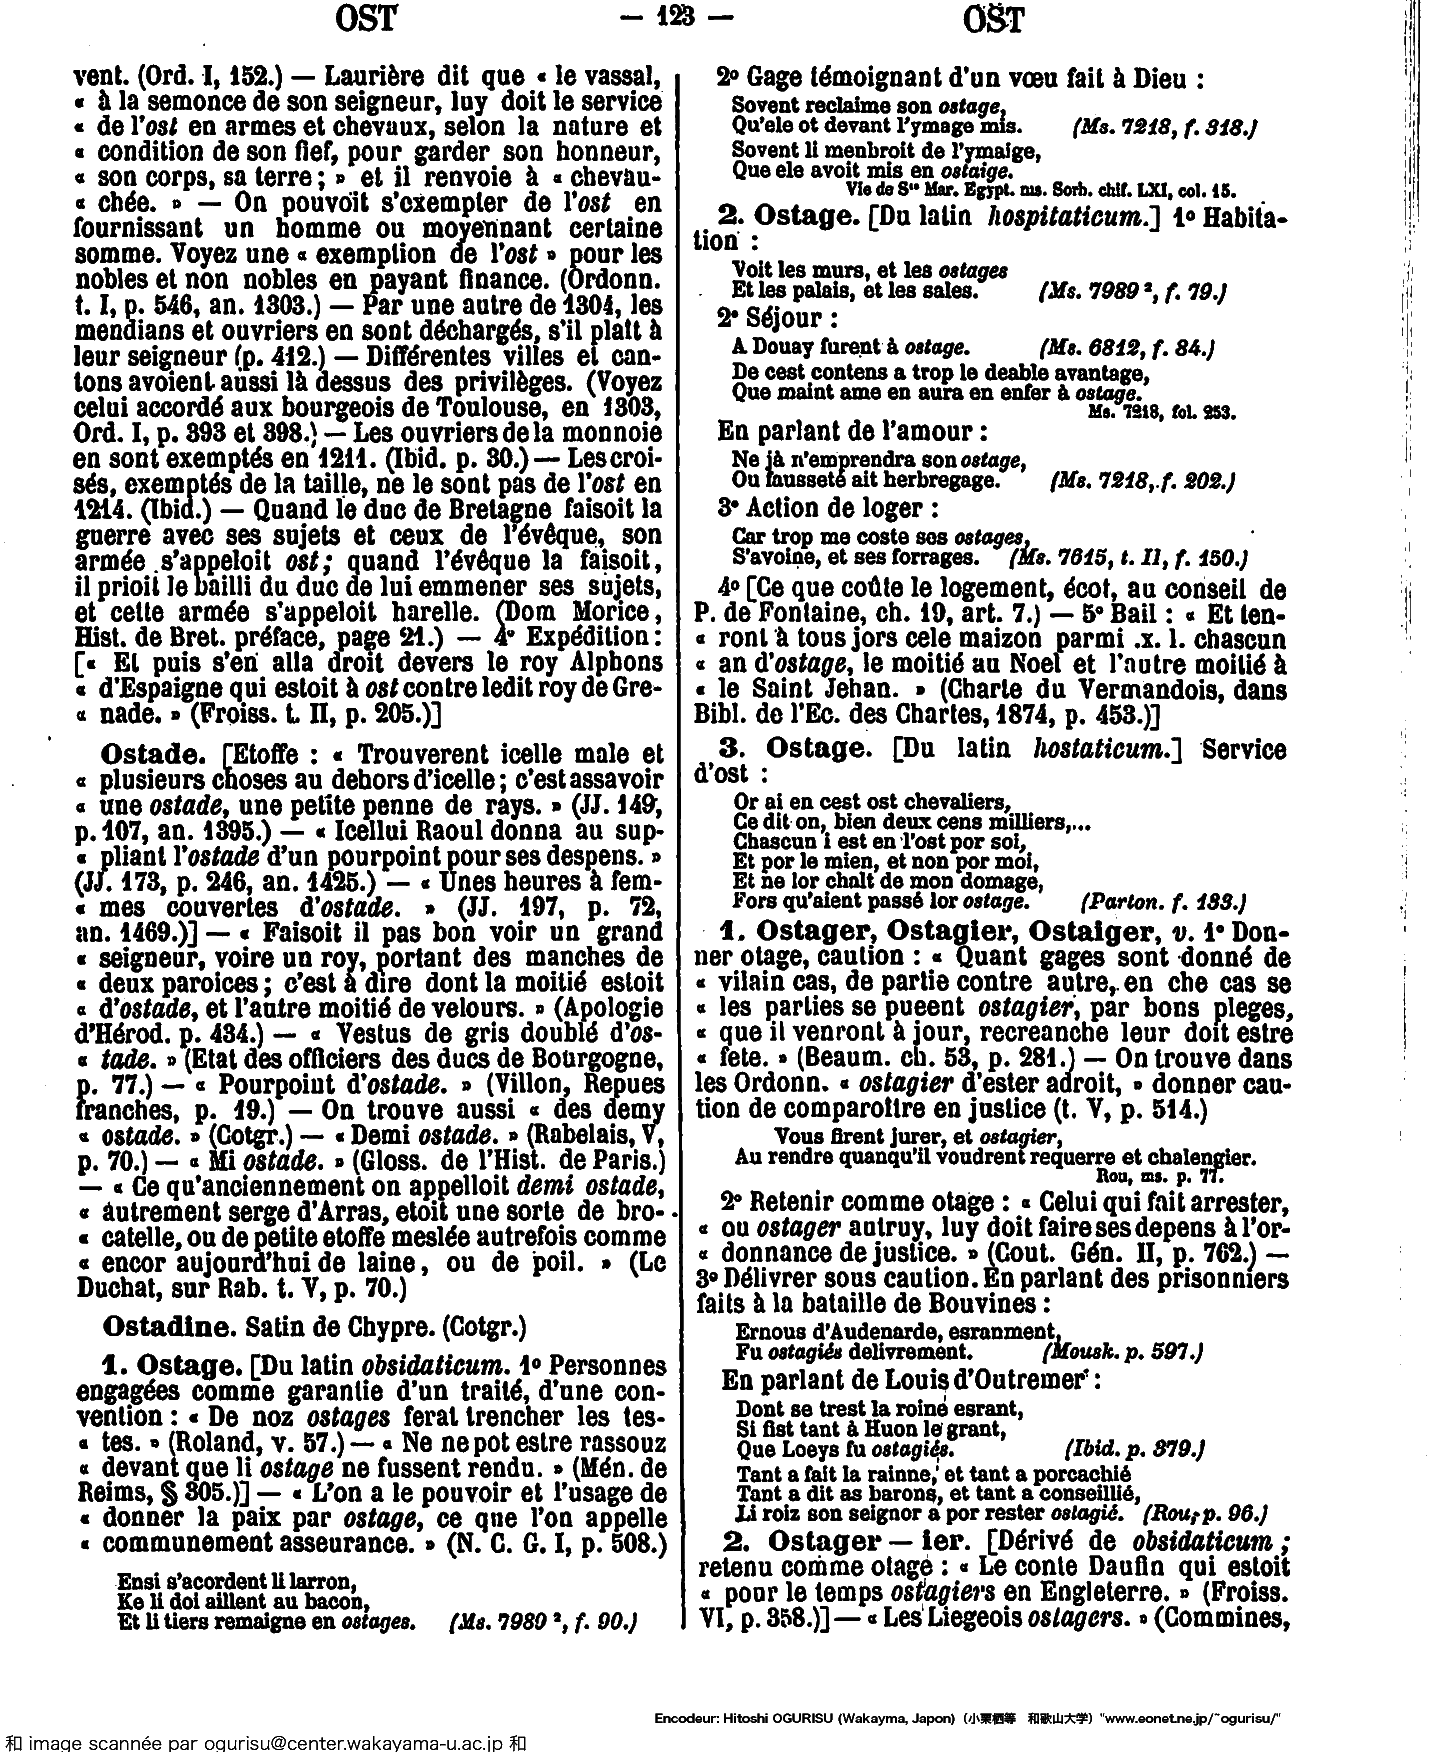 OST — 123 — OST
vent. (Ord. I, 152.) — Laurière dit que « le vassal,
« à la semonce de son seigneur, luy doit le service
« de l'ost en armes et chevaux, selon la nature et
« condition de son fief, pour garder son honneur,
« son corps, sa terre ; » et il renvoie à « chevau-
« chée. » — On pouvoit s'exempter de l'ost en
fournissant un homme ou moyennant certaine
somme. Voyez une « exemption de l'ost » pour les
nobles et non nobles en payant finance. (Ordonn.
t. I, p. 546, an. 1303.) — Par une autre de 1304, les
mendians et ouvriers en sont déchargés, s'il plaît à
leur seigneur (p. 412.) — Différentes villes et can-
tons avoient aussi là dessus des privilèges. (Voyez
celui accordé aux bourgeois de Toulouse, en 1303,
Ord. I, p. 393 et 398.) — Les ouvriers de la monnoie
en sont exemptés en 1211. (Ibid. p. 30.) — Les croi-
sés, exemptés de la taille, ne le sont pas de l'ost en
1214. (Ibid.) — Quand le duc de Bretagne faisoit la
guerre avec ses sujets et ceux de l'évêque, son
armée s'appeloit ost ; quand l'évêque la faisoit,
il prioit le bailli du duc de lui emmener ses sujets,
et cette armée s'appeloit harelle. (Dom Morice,
Hist. de Bret. préface, page 21.) — 4° Expédition :
[« Et puis s'en alla droit devers le roy Alphons
« d'Espaigne qui estoit à ost contre ledit roy de Gre-
« nade. » (Froiss. t. II, p. 205.)]
Ostade. [Etoffe : « Trouverent icelle male et
« plusieurs choses au dehors d'icelle ; c'est assavoir
« une ostade, une petite penne de rays. » (JJ. 149,
p. 107, an. 1395.) — « Icellui Raoul donna au sup-
« pliant l'ostade d'un pourpoint pour ses despens. »
(JJ. 173, p. 246, an. 1425.) — « Unes heures à fem-
« mes couvertes d'ostade. » (JJ. 197, p. 72,
an. 1469.)] — « Faisoit il pas bon voir un grand
« seigneur, voire un roy, portant des manches de
« deux paroices ; c'est à dire dont la moitié estoit
« d'ostade, et l'autre moitié de velours. » (Apologie
d'Hérod. p. 434.) — « Vestus de gris doublé d'os-
« tade. » (Etat des officiers des ducs de Bourgogne,
p. 77.) — « Pourpoint d'ostade. » (Villon, Repues
franches, p. 19.) — On trouve aussi « des demy
« ostade. » (Cotgr.) — « Demi ostade. » (Rabelais, V,
p. 70.) — « Mi ostade. » (Gloss. de l'Hist. de Paris.)
— « Ce qu'anciennement on appelloit demi ostade,
« autrement serge d'Arras, etoit une sorte de bro-
« catelle, ou de petite etoffe meslée autrefois comme
« encor aujourd'hui de laine, ou de poil. » (Le
Duchat, sur Rab. t. V, p. 70.)
Ostadine. Satin de Chypre. (Cotgr.)
1. Ostage. [Du latin obsidaticum. 1° Personnes
engagées comme garantie d'un traité, d'une con-
vention : « De noz ostages ferat trencher les tes-
« tes. » (Roland, v. 57.) — « Ne ne pot estre rassouz
« devant que li ostage ne fussent rendu. » (Mén. de
Reims, § 305.)] — « L'on a le pouvoir et l'usage de
« donner la paix par ostage, ce que l'on appelle
« communement asseurance. » (N. C. G. I, p. 508.)
Ensi s'acordent li larron,
Ke li doi aillent au bacon,
Et li tiers remaigne en ostages. (Ms. 7989 ², f. 90.)
2° Gage témoignant d'un vœu fait à Dieu :
Sovent reclaime son ostage,
Qu'ele ot devant l'ymage mis. (Ms. 7218, f. 318.)
Sovent li menbroit de l'ymaige,
Que ele avoit mis en ostaige.
Vie de Sᵗᵉ Mar. Egypt. ms. Sorb. chif. LXI, col. 15.
2. Ostage. [Du latin hospitaticum.] 1° Habita-
tion :
Voit les murs, et les ostages
Et les palais, et les sales. (Ms. 7989 ², f. 79.)
2° Séjour :
A Douay furent à ostage. (Ms. 6812, f. 84.)
De cest contens a trop le deable avantage,
Que maint ame en aura en enfer à ostage.
Ms. 7218, fol. 253.
En parlant de l'amour :
Ne jà n'emprendra son ostage,
Ou fausseté ait herbregage. (Ms. 7218, f. 202.)
3° Action de loger :
Car trop me coste ses ostages,
S'avoine, et ses forrages. (Ms. 7615, t. II, f. 150.)
4° [Ce que coûte le logement, écot, au conseil de
P. de Fontaine, ch. 19, art. 7.) — 5° Bail : « Et ten-
« ront à tous jors cele maizon parmi .x. l. chascun
« an d'ostage, le moitié au Noel et l'autre moitié à
« le Saint Jehan. » (Charte du Vermandois, dans
Bibl. de l'Ec. des Chartes, 1874, p. 453.)]
3. Ostage. [Du latin hostaticum.] Service
d'ost :
Or ai en cest ost chevaliers,
Ce dit on, bien deux cens milliers,...
Chascun i est en l'ost por soi,
Et por le mien, et non por moi,
Et ne lor chalt de mon domage,
Fors qu'aient passé lor ostage. (Parton. f. 133.)
1. Ostager, Ostagier, Ostaiger, v. 1° Don-
ner otage, caution : « Quant gages sont donné de
« vilain cas, de partie contre autre, en che cas se
« les parties se pueent ostagier, par bons pleges,
« que il venront à jour, recreanche leur doit estre
« fete. » (Beaum. ch. 53, p. 281.) — On trouve dans
les Ordonn. « ostagier d'ester adroit, » donner cau-
tion de comparoître en justice (t. V, p. 514.)
Vous firent jurer, et ostagier,
Au rendre quanqu'il voudrent requerre et chalengier.
Rou, ms. p. 77.
2° Retenir comme otage : « Celui qui fait arrester,
« ou ostager autruy, luy doit faire ses depens à l'or-
« donnance de justice. » (Cout. Gén. II, p. 762.) —
3° Délivrer sous caution. En parlant des prisonniers
faits à la bataille de Bouvines :
Ernous d'Audenarde, esranment,
Fu ostagiés delivrement. (Mousk. p. 597.)
En parlant de Louis d'Outremer :
Dont se trest la roine esrant,
Si fist tant à Huon le grant,
Que Loeys fu ostagiés. (Ibid. p. 379.)
Tant a fait la rainne, et tant a porcachié
Tant a dit as barons, et tant a conseillié,
Li roiz son seignor a por rester ostagié. (Rou, p. 96.)
2. Ostager — ier. [Dérivé de obsidaticum ;
retenu comme otage : « Le conte Daufin qui estoit
« pour le temps ostagiers en Engleterre. » (Froiss.
VI, p. 358.)] — « Les Liegeois ostagers. » (Commines,
Encodeur: Hitoshi OGURISU (Wakayma, Japon) (小栗栖等 和歌山大学) "www.eonet.ne.jp/~ogurisu/"
和 image scannée par ogurisu@center.wakayama-u.ac.jp 和